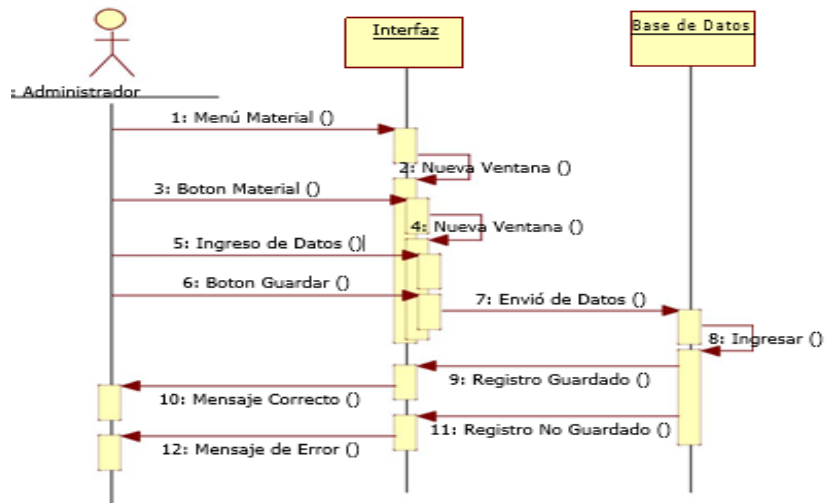 Interfaz
Base de Datos
: Administrador
1: Menú Material ()
2: Nueva Ventana ()
3: Boton Material ()
4: Nueva Ventana ()
5: Ingreso de Datos ()
6: Boton Guardar ()
7: Envió de Datos ()
8: Ingresar ()
9: Registro Guardado ()
10: Mensaje Correcto ()
11: Registro No Guardado ()
12: Mensaje de Error ()